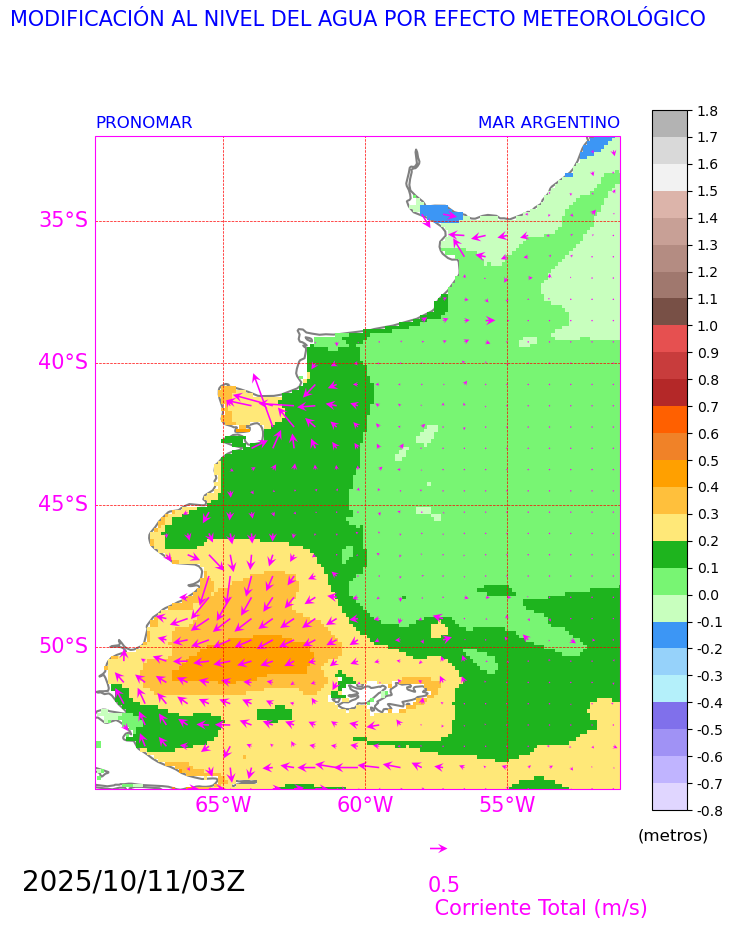 MODIFICACIÓN AL NIVEL DEL AGUA POR EFECTO METEOROLÓGICO
PRONOMAR MAR ARGENTINO
1.8
1.7
1.6
1.5
1.4
1.3
1.2
1.1
1.0
0.9
0.8
0.7
0.6
0.5
0.4
0.3
0.2
0.1
0.0
-0.1
-0.2
-0.3
-0.4
-0.5
-0.6
-0.7
-0.8
(metros)
35°S
40°S
45°S
50°S
65°W 60°W 55°W
2025/10/11/03Z
0.5
Corriente Total (m/s)